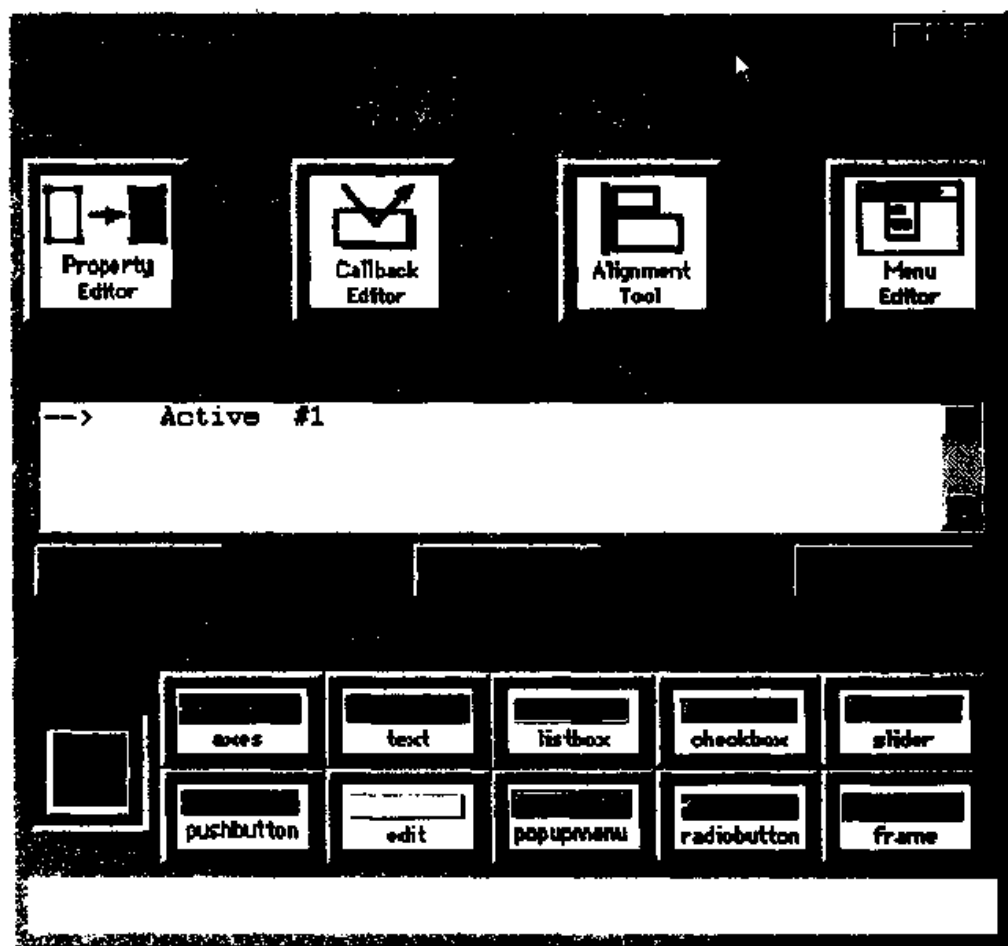 Property Editor
Callback Editor
Alignment Tool
Menu Editor
--> Active #1
axes text listbox checkbox slider
pushbutton edit popupmenu radiobutton frame